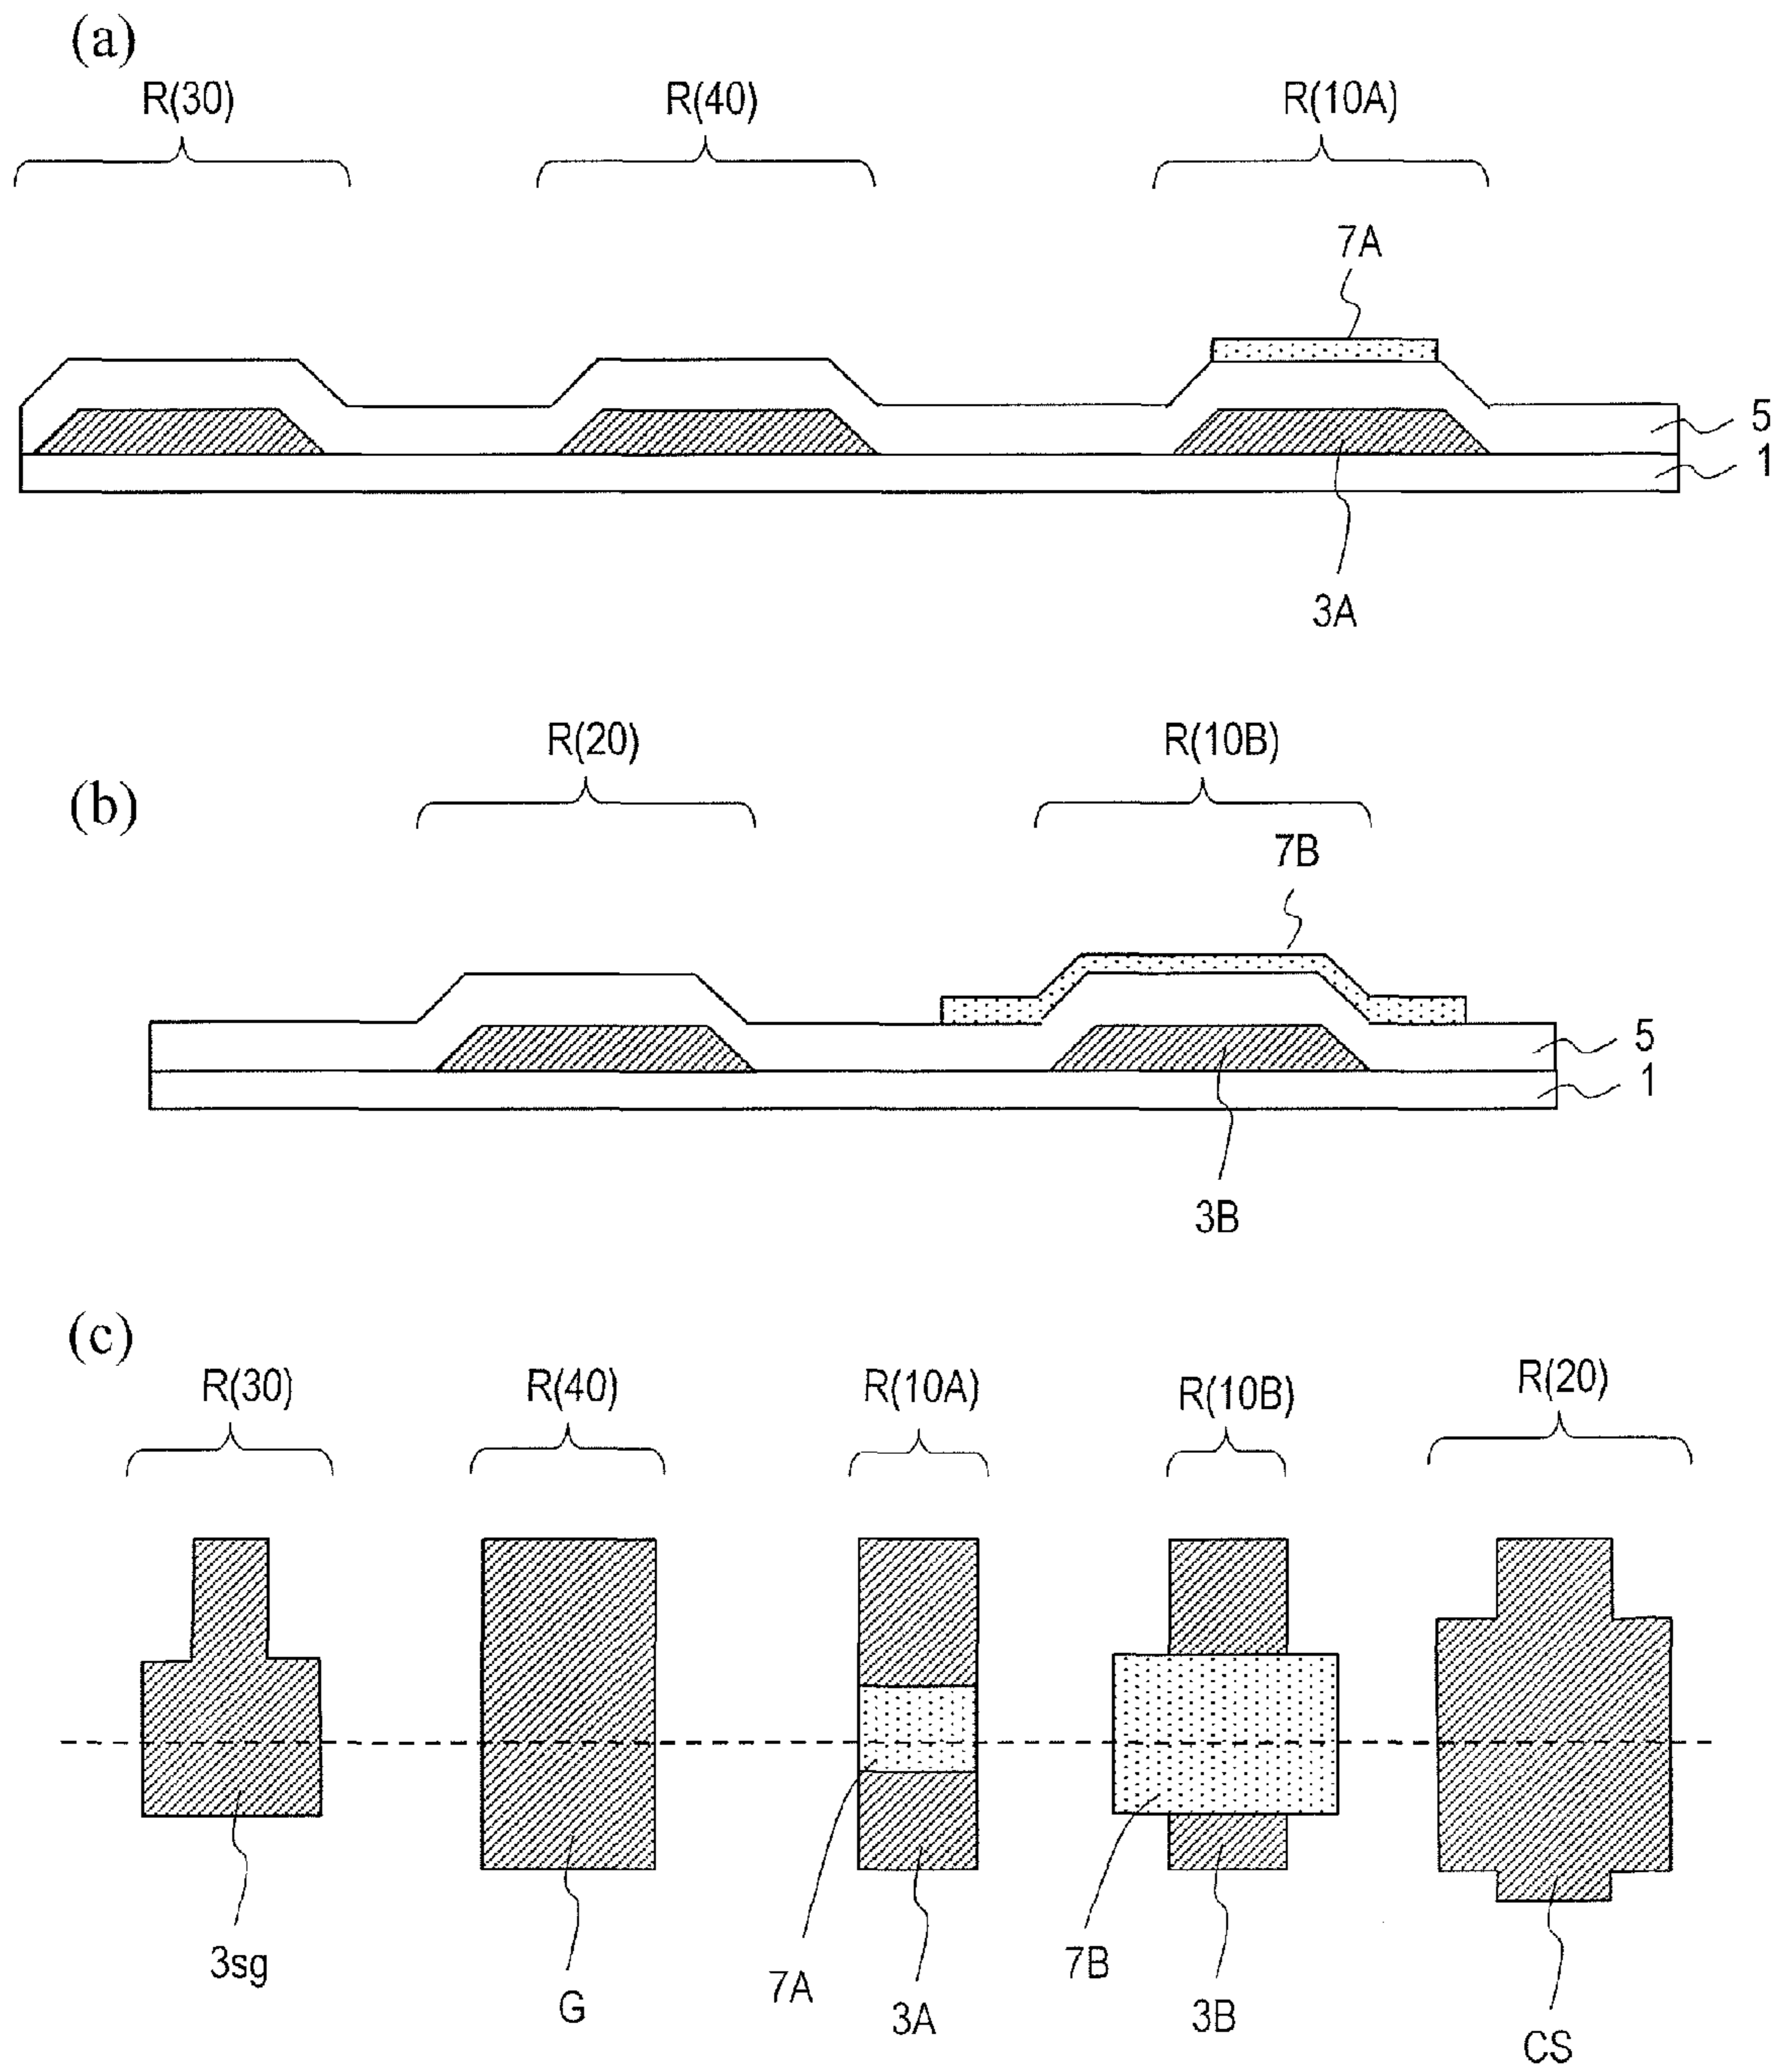 (a)
R(30) R(40) R(10A)
7A
5
1
3A
R(20) R(10B)
(b)
7B
5
1
3B
(c)
R(30) R(40) R(10A) R(10B) R(20)
3sg G 7A 3A 7B 3B CS